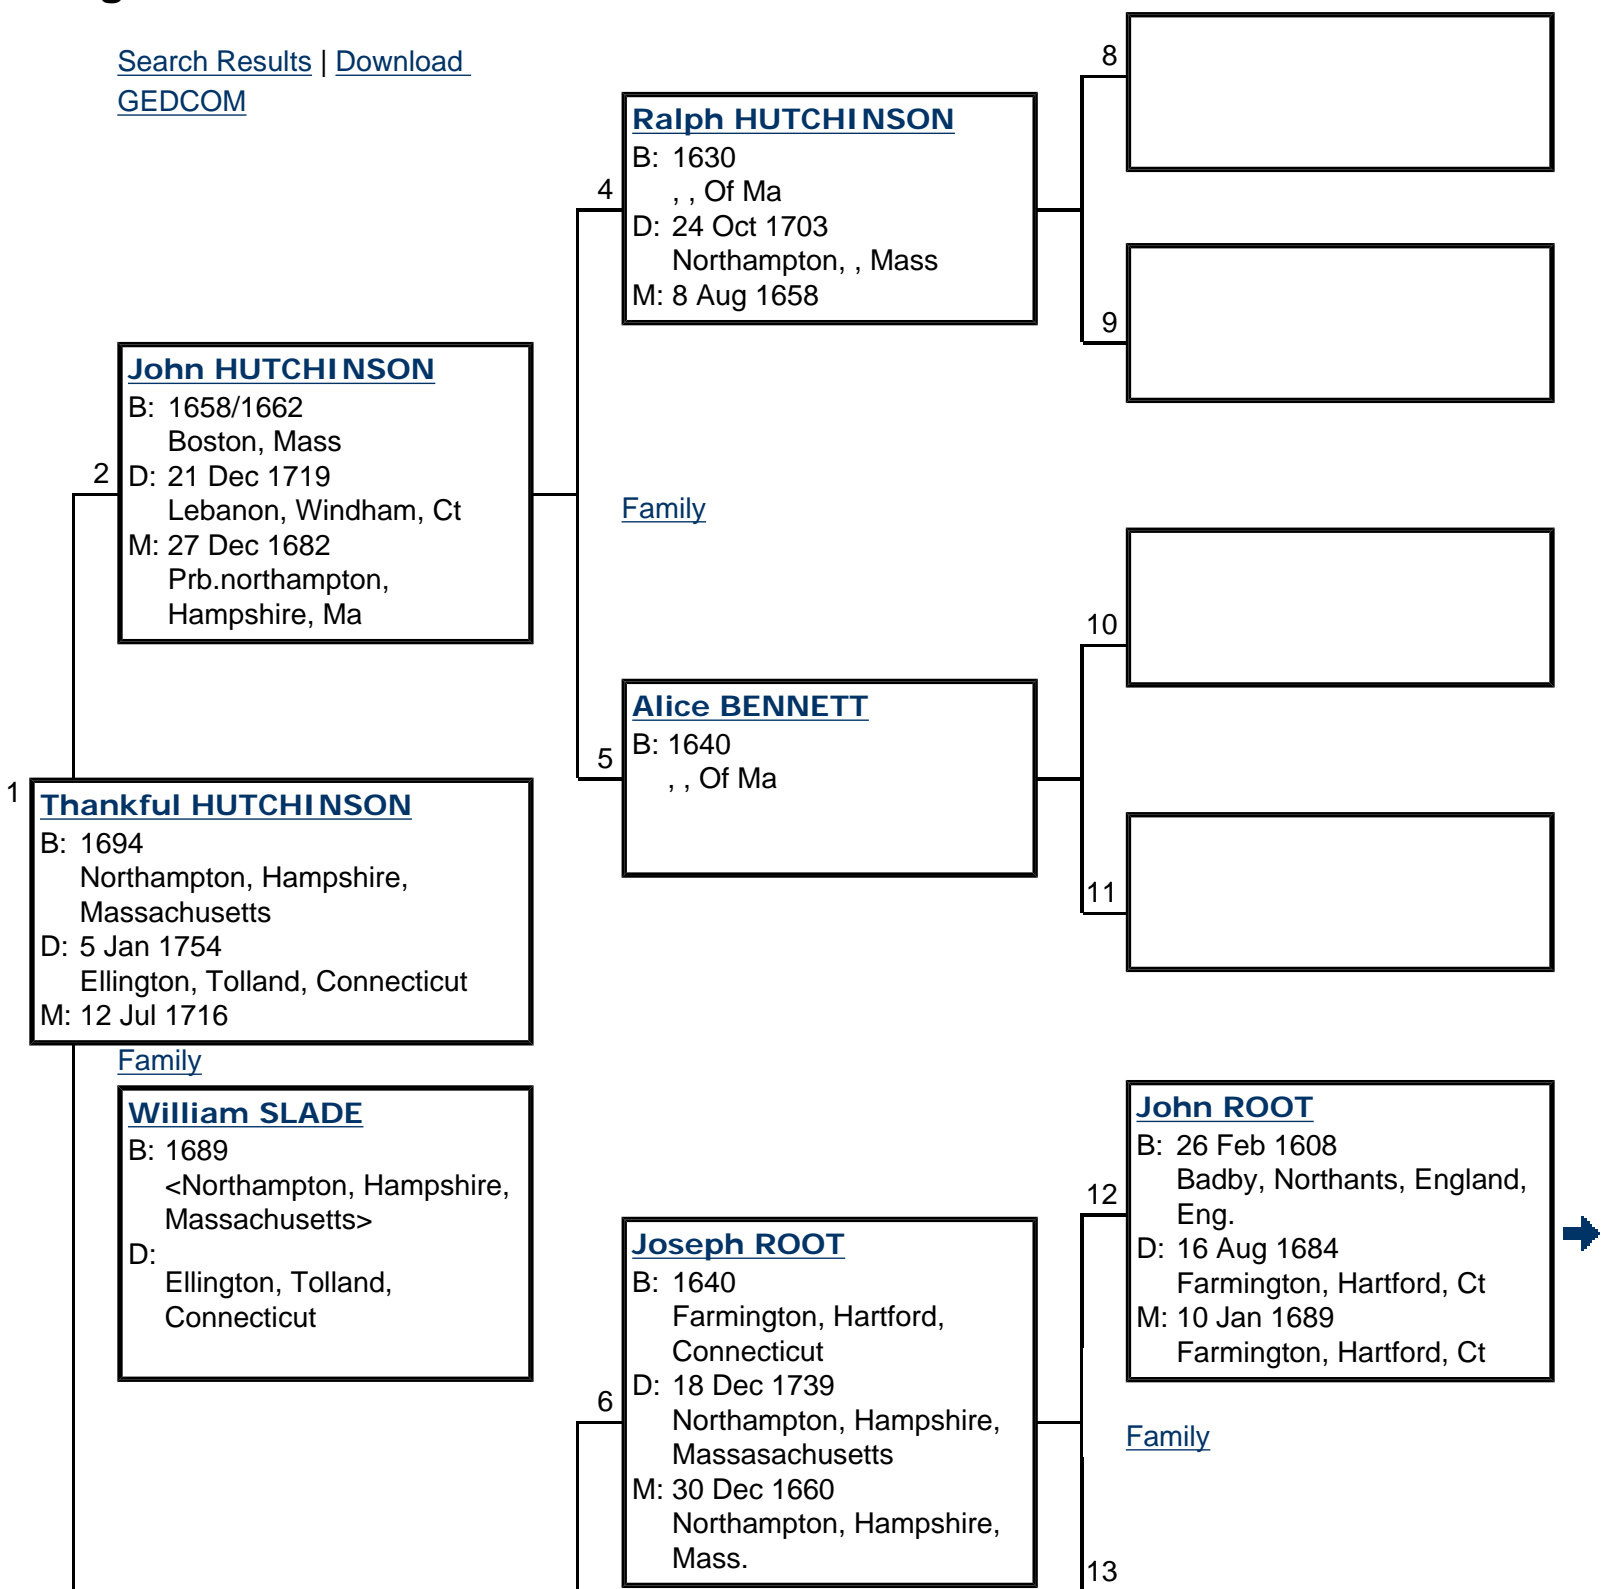 Search Results | Download
GEDCOM
8
Ralph HUTCHINSON
B: 1630
, , Of Ma
D: 24 Oct 1703
Northampton, , Mass
M: 8 Aug 1658
4
9
John HUTCHINSON
B: 1658/1662
Boston, Mass
D: 21 Dec 1719
Lebanon, Windham, Ct
M: 27 Dec 1682
Prb.northampton,
Hampshire, Ma
2
Family
10
Alice BENNETT
B: 1640
, , Of Ma
5
1
Thankful HUTCHINSON
B: 1694
Northampton, Hampshire,
Massachusetts
D: 5 Jan 1754
Ellington, Tolland, Connecticut
M: 12 Jul 1716
11
Family
William SLADE
B: 1689
<Northampton, Hampshire,
Massachusetts>
D:
Ellington, Tolland,
Connecticut
12
John ROOT
B: 26 Feb 1608
Badby, Northants, England,
Eng.
D: 16 Aug 1684
Farmington, Hartford, Ct
M: 10 Jan 1689
Farmington, Hartford, Ct
Joseph ROOT
B: 1640
Farmington, Hartford,
Connecticut
D: 18 Dec 1739
Northampton, Hampshire,
Massasachusetts
M: 30 Dec 1660
Northampton, Hampshire,
Mass.
6
Family
13